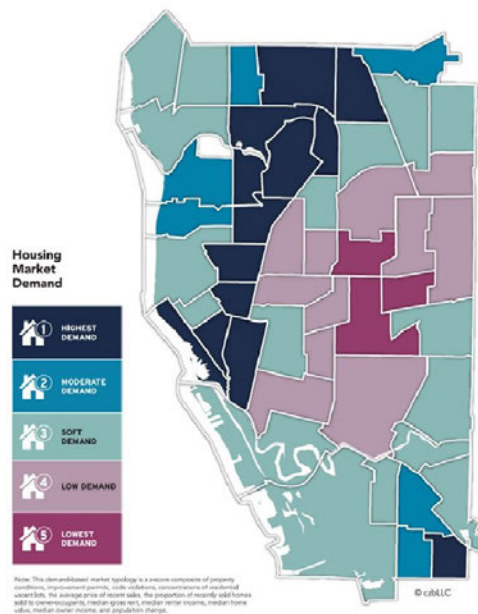 Housing
Market
Demand
1 HIGHEST
DEMAND
2 MODERATE
DEMAND
3 SOFT
DEMAND
4 LOW DEMAND
5 LOWEST
DEMAND
Note: This demand-based market typology is a z-score composite of property
conditions, improvement permits, code violations, concentrations of residential
vacant lots, the average price of recent sales, the proportion of recently sold homes
sold to owner-occupants, median gross rent, median renter income, median home
value, median owner income, and population change.
© czbLLC